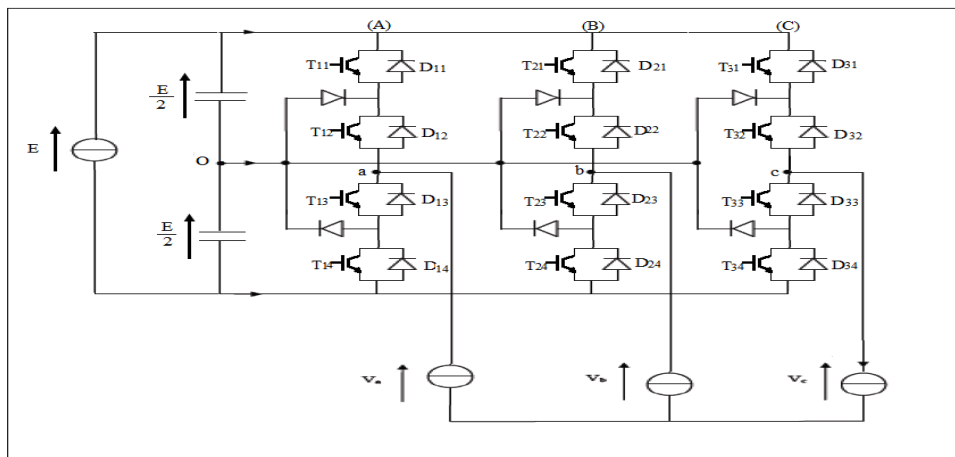 (A) (B) (C)
T11 D11 T21 D21 T31 D31
E/2
T12 D12 T22 D22 T32 D32
E
O
a b c
T13 D13 T23 D23 T33 D33
E/2
T14 D14 T24 D24 T34 D34
Va Vb Vc